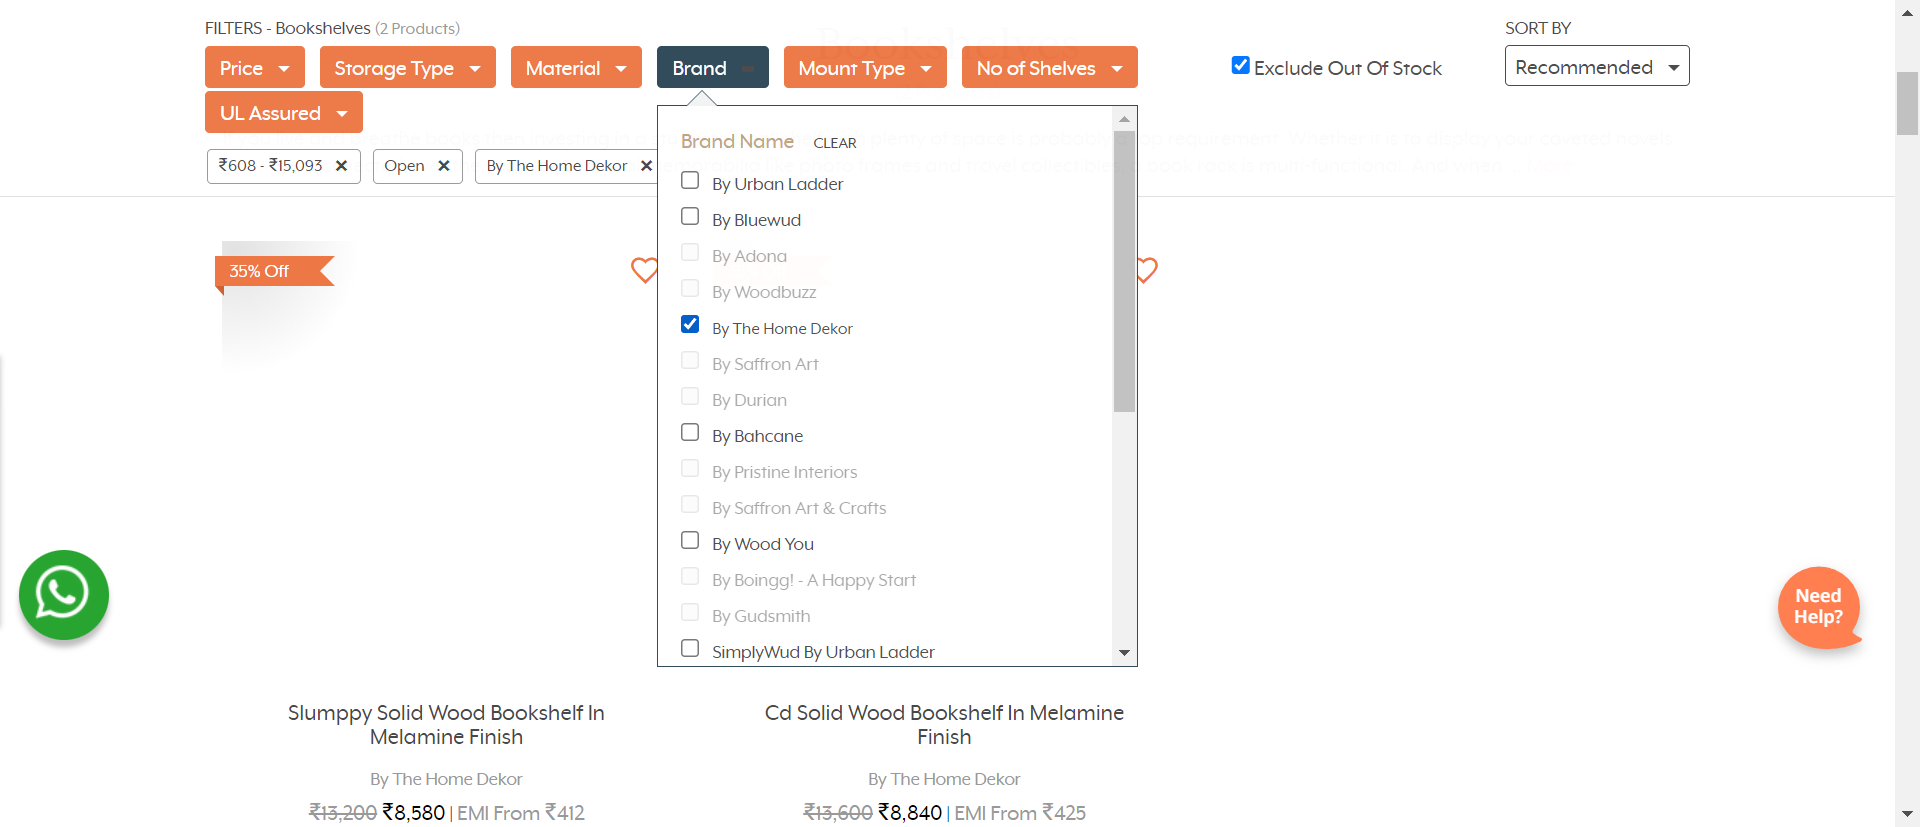 FILTERS - Bookshelves (2 Products)
SORT BY
Price
Storage Type
Material
Brand
Mount Type
No of Shelves
Exclude Out Of Stock
Recommended
UL Assured
₹608 - ₹15,093 ✕
Open ✕
By The Home Dekor ✕
Brand Name CLEAR
By Urban Ladder
By Bluewud
By Adona
By Woodbuzz
By The Home Dekor
By Saffron Art
By Durian
By Bahcane
By Pristine Interiors
By Saffron Art & Crafts
By Wood You
By Boingg! - A Happy Start
By Gudsmith
SimplyWud By Urban Ladder
35% Off
Need
Help?
Slumppy Solid Wood Bookshelf In
Melamine Finish
By The Home Dekor
₹13,200 ₹8,580 | EMI From ₹412
Cd Solid Wood Bookshelf In Melamine
Finish
By The Home Dekor
₹13,600 ₹8,840 | EMI From ₹425